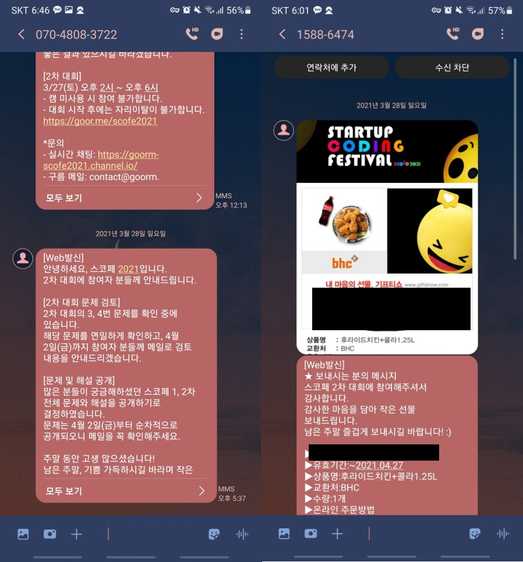 SKT 6:46
56%
070-4808-3722
좋은 결과 있으시길 바라겠습니다.
[2차 대회]
3/27(토) 오후 2시 ~ 오후 6시
- 캠 미사용 시 참여 불가합니다.
- 대회 시작 후에는 자리이탈이 불가합니다.
https://goor.me/scofe2021
*문의
- 실시간 채팅: https://goorm-
scofe2021.channel.io/
- 구름 메일: contact@goorm.
모두 보기
MMS
오후 12:13
2021년 3월 28일 일요일
[Web발신]
안녕하세요, 스코페 2021입니다.
2차 대회에 참여자 분들께 안내드립니다.
[2차 대회 문제 검토]
2차 대회의 3, 4번 문제를 확인 중에
있습니다.
해당 문제를 면밀하게 확인하고, 4월
2일(금)까지 참여자 분들께 메일로 검토
내용을 안내드리겠습니다.
[문제 및 해설 공개]
많은 분들이 궁금해하셨던 스코페 1, 2차
전체 문제와 해설을 공개하기로
결정하였습니다.
문제는 4월 2일(금)부터 순차적으로
공개되오니 메일을 꼭 확인해주세요.
주말 동안 고생 많으셨습니다!
남은 주말, 기쁨 가득하시길 바라며 작은
모두 보기
MMS
오후 5:37
SKT 6:01
57%
1588-6474
연락처에 추가
수신 차단
2021년 3월 28일 일요일
STARTUP
CODING
FESTIVAL
bhc
내 마음의 선물, 기프티쇼 www.giftishow.com
상품명 : 후라이드치킨+콜라1.25L
교환처 : BHC
[Web발신]
★ 보내시는 분의 메시지
스코페 2차 대회에 참여해주셔서
감사합니다.
감사한 마음을 담아 작은 선물
보내드립니다.
남은 주말 즐겁게 보내시길 바랍니다! :)
▶
▶유효기간:~2021.04.27
▶상품명:후라이드치킨+콜라1.25L
▶교환처:BHC
▶수량:1개
▶온라인 주문방법